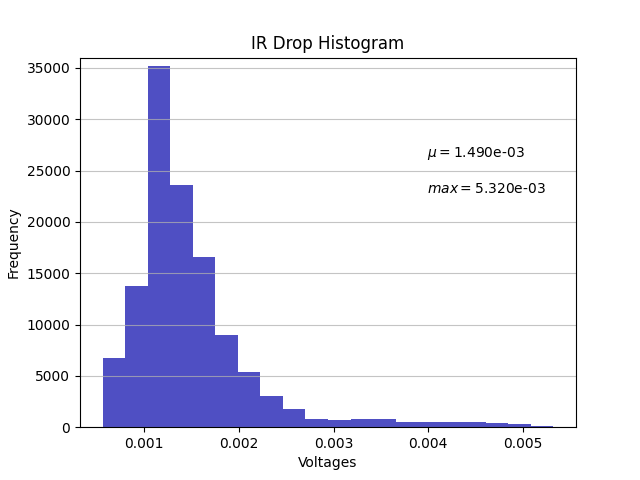 IR Drop Histogram
35000
30000
25000
20000
15000
10000
5000
0
Frequency
μ = 1.490e-03
max = 5.320e-03
0.001 0.002 0.003 0.004 0.005
Voltages